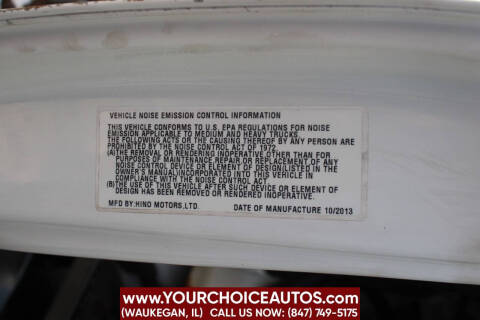 VEHICLE NOISE EMISSION CONTROL INFORMATION
THIS VEHICLE CONFORMS TO U.S. EPA REGULATIONS FOR NOISE
EMISSION APPLICABLE TO MEDIUM AND HEAVY TRUCKS.
THE FOLLOWING ACTS OR THE CAUSING THEREOF BY ANY PERSON ARE
PROHIBITED BY THE NOISE CONTROL ACT OF 1972.
(A)THE REMOVAL OR RENDERING INOPERATIVE OTHER THAN FOR
PURPOSES OF MAINTENANCE REPAIR OR REPLACEMENT OF ANY
NOISE CONTROL DEVICE OR ELEMENT OF DESIGN(LISTED IN THE
OWNER'S MANUAL)INCORPORATED INTO THIS VEHICLE IN
COMPLIANCE WITH THE NOISE CONTROL ACT
(B)THE USE OF THIS VEHICLE AFTER SUCH DEVICE OR ELEMENT OF
DESIGN HAS BEEN REMOVED OR RENDERED INOPERATIVE.
MFD BY:HINO MOTORS,LTD. DATE OF MANUFACTURE 10/2013
WWW.YOURCHOICEAUTOS.COM
(WAUKEGAN, IL) CALL US NOW: (847) 749-5175